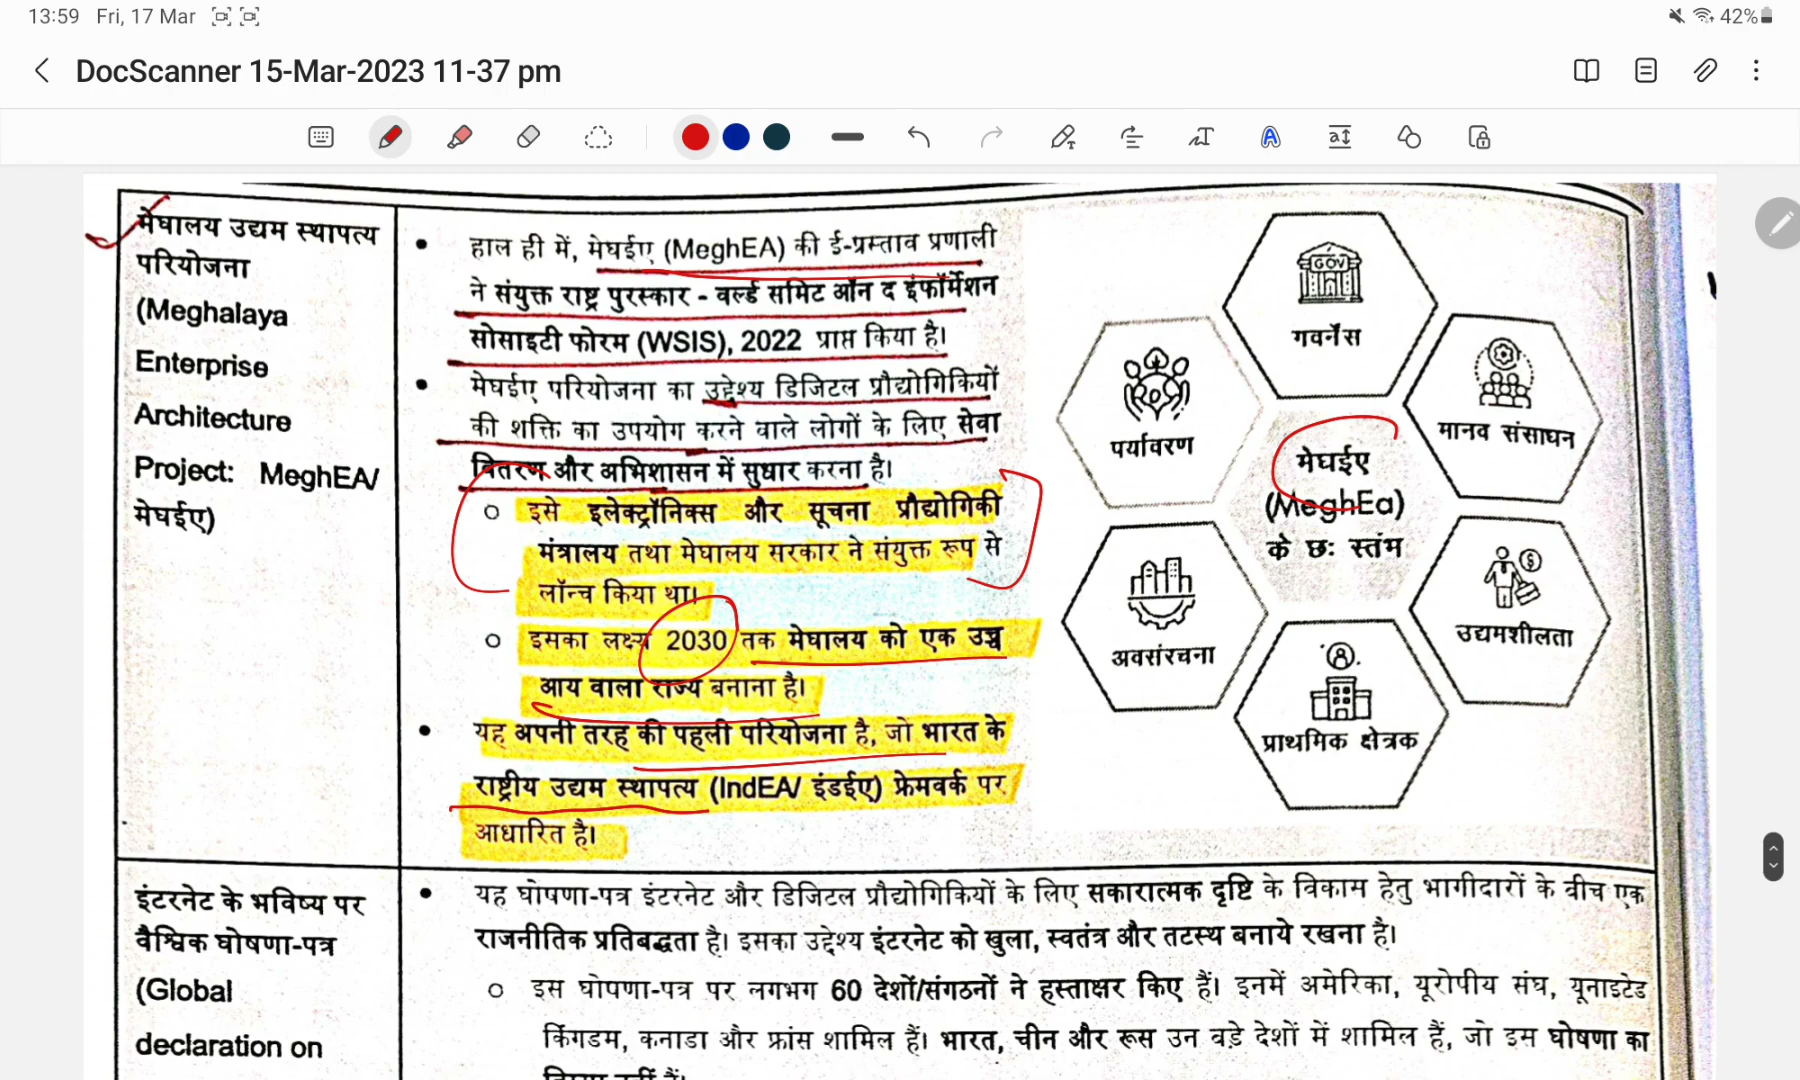 13:59 Fri, 17 Mar
42%
DocScanner 15-Mar-2023 11-37 pm
मेघालय उद्यम स्थापत्य
परियोजना
(Meghalaya
Enterprise
Architecture
Project: MeghEA/
मेघईए)
हाल ही में, मेघईए (MeghEA) की ई-प्रस्ताव प्रणाली
ने संयुक्त राष्ट्र पुरस्कार - वर्ल्ड समिट ऑन द इंफॉर्मेशन
सोसाइटी फोरम (WSIS), 2022 प्राप्त किया है।
मेघईए परियोजना का उद्देश्य डिजिटल प्रौद्योगिकियों
की शक्ति का उपयोग करने वाले लोगों के लिए सेवा
वितरण और अभिशासन में सुधार करना है।
इसे इलेक्ट्रॉनिक्स और सूचना प्रौद्योगिकी
मंत्रालय तथा मेघालय सरकार ने संयुक्त रूप से
लॉन्च किया था।
इसका लक्ष्य 2030 तक मेघालय को एक उच्च
आय वाला राज्य बनाना है।
यह अपनी तरह की पहली परियोजना है, जो भारत के
राष्ट्रीय उद्यम स्थापत्य (IndEA/ इंडईए) फ्रेमवर्क पर
आधारित है।
GOV
गवर्नेंस
मानव संसाधन
पर्यावरण
मेघईए
(MeghEa)
के छः स्तंभ
उद्यमशीलता
अवसंरचना
प्राथमिक क्षेत्रक
इंटरनेट के भविष्य पर
वैश्विक घोषणा-पत्र
(Global
declaration on
यह घोषणा-पत्र इंटरनेट और डिजिटल प्रौद्योगिकियों के लिए सकारात्मक दृष्टि के विकास हेतु भागीदारों के बीच एक
राजनीतिक प्रतिबद्धता है। इसका उद्देश्य इंटरनेट को खुला, स्वतंत्र और तटस्थ बनाये रखना है।
इस घोषणा-पत्र पर लगभग 60 देशों/संगठनों ने हस्ताक्षर किए हैं। इनमें अमेरिका, यूरोपीय संघ, यूनाइटेड
किंगडम, कनाडा और फ्रांस शामिल हैं। भारत, चीन और रूस उन बड़े देशों में शामिल हैं, जो इस घोषणा का